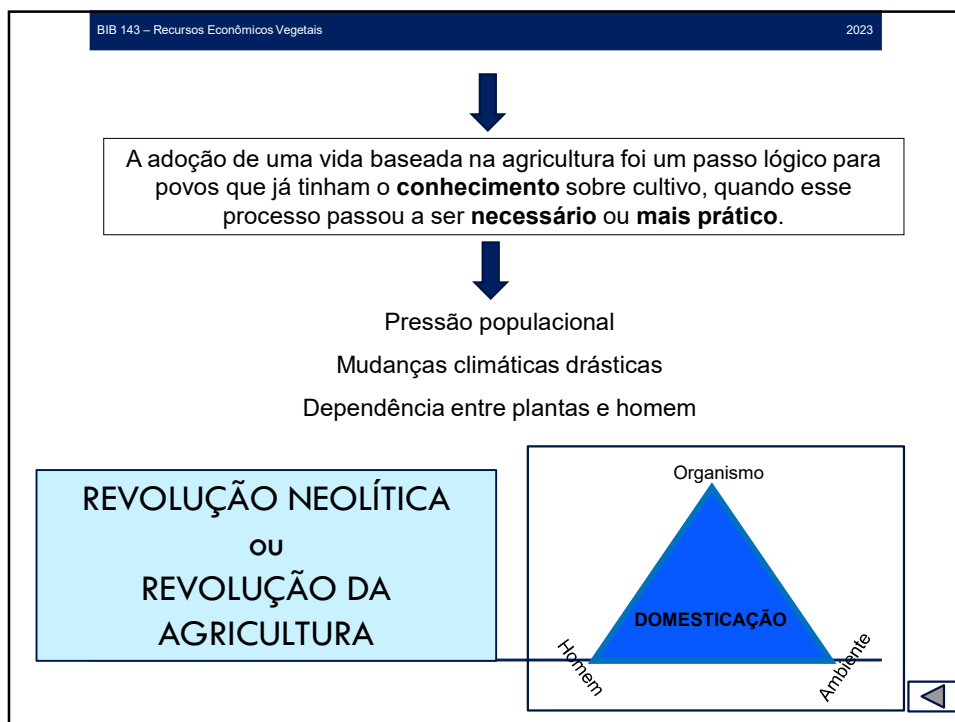 BIB 143 – Recursos Econômicos Vegetais 2023
A adoção de uma vida baseada na agricultura foi um passo lógico para
povos que já tinham o conhecimento sobre cultivo, quando esse
processo passou a ser necessário ou mais prático.
Pressão populacional
Mudanças climáticas drásticas
Dependência entre plantas e homem
REVOLUÇÃO NEOLÍTICA
OU
REVOLUÇÃO DA
AGRICULTURA
Organismo
DOMESTICAÇÃO
Homem
Ambiente